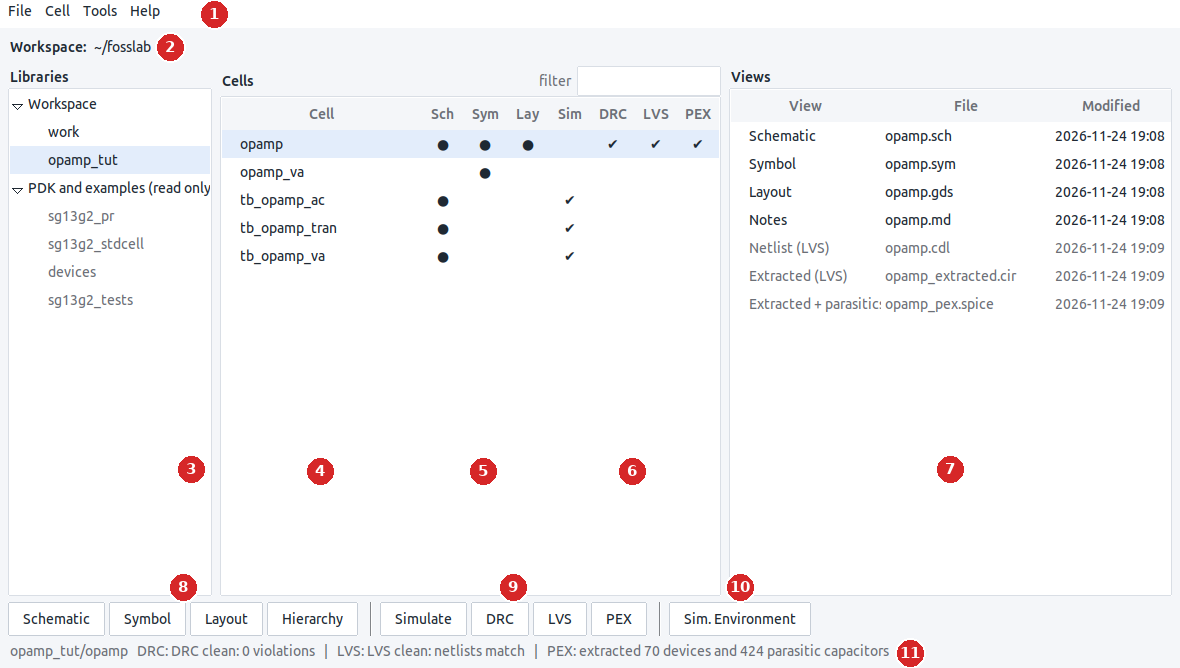 File Cell Tools Help 1
Workspace: ~/fosslab 2
Libraries
Workspace
work
opamp_tut
PDK and examples (read only
sg13g2_pr
sg13g2_stdcell
devices
sg13g2_tests
3
Cells filter
Cell Sch Sym Lay Sim DRC LVS PEX
opamp ● ● ● ✔ ✔ ✔
opamp_va ●
tb_opamp_ac ● ✔
tb_opamp_tran ● ✔
tb_opamp_va ● ✔
4 5 6
Views
View File Modified
Schematic opamp.sch 2026-11-24 19:08
Symbol opamp.sym 2026-11-24 19:08
Layout opamp.gds 2026-11-24 19:08
Notes opamp.md 2026-11-24 19:08
Netlist (LVS) opamp.cdl 2026-11-24 19:09
Extracted (LVS) opamp_extracted.cir 2026-11-24 19:09
Extracted + parasitics opamp_pex.spice 2026-11-24 19:09
7
8 9 10
Schematic Symbol Layout Hierarchy Simulate DRC LVS PEX Sim. Environment
opamp_tut/opamp DRC: DRC clean: 0 violations | LVS: LVS clean: netlists match | PEX: extracted 70 devices and 424 parasitic capacitors 11